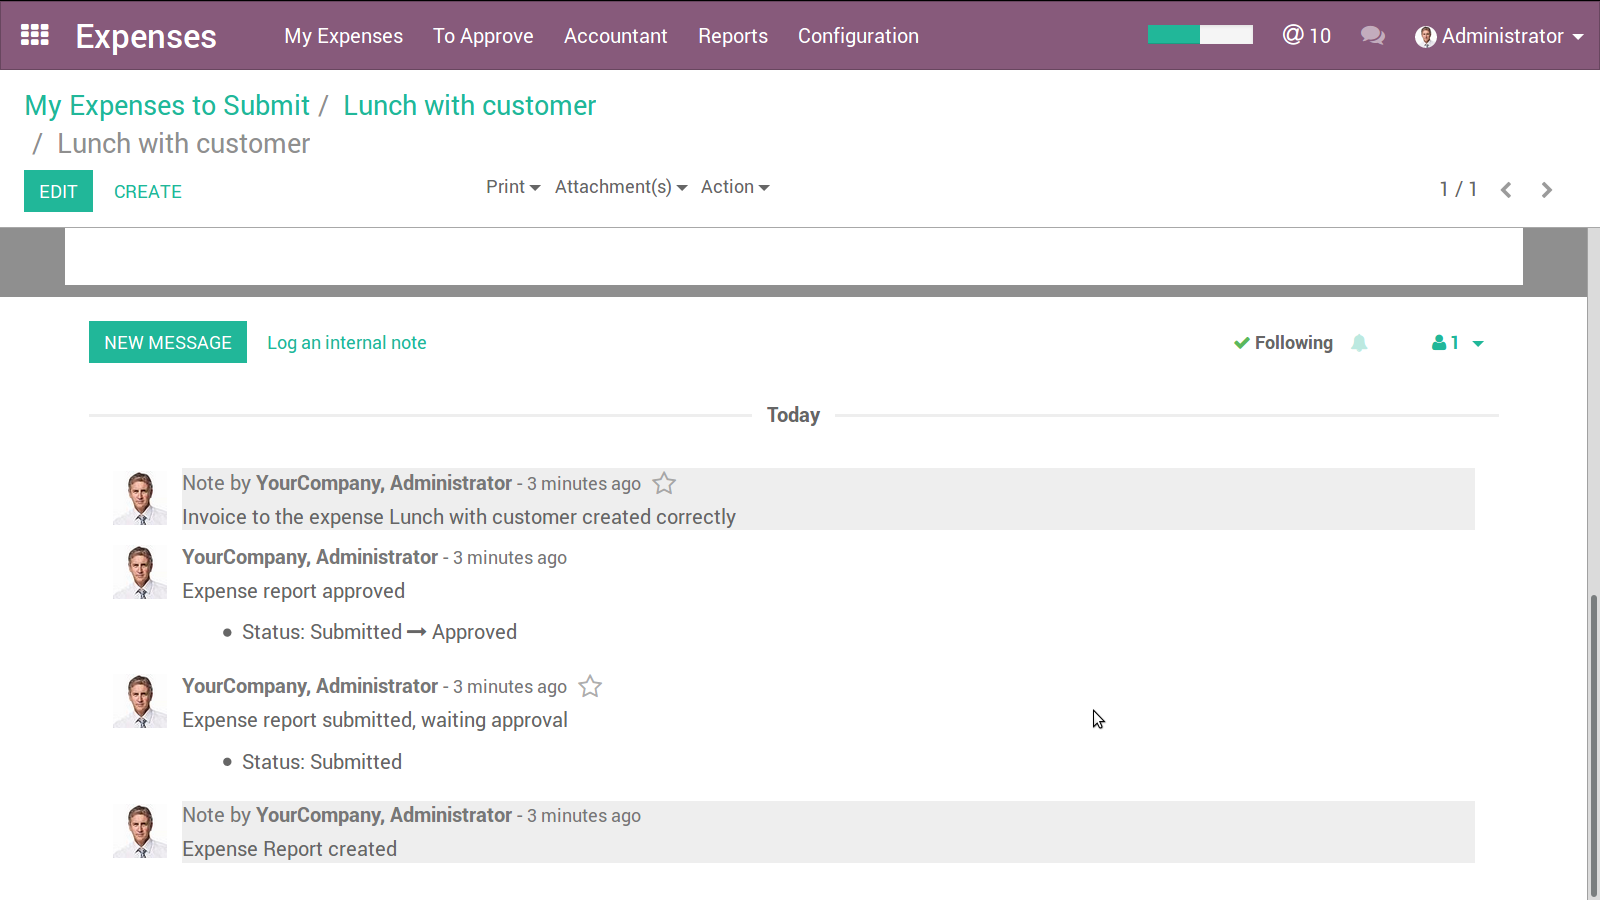 Expenses My Expenses To Approve Accountant Reports Configuration @ 10 Administrator
My Expenses to Submit / Lunch with customer
/ Lunch with customer
EDIT CREATE Print Attachment(s) Action 1 / 1
NEW MESSAGE Log an internal note Following 1
Today
Note by YourCompany, Administrator - 3 minutes ago
Invoice to the expense Lunch with customer created correctly
YourCompany, Administrator - 3 minutes ago
Expense report approved
• Status: Submitted → Approved
YourCompany, Administrator - 3 minutes ago
Expense report submitted, waiting approval
• Status: Submitted
Note by YourCompany, Administrator - 3 minutes ago
Expense Report created